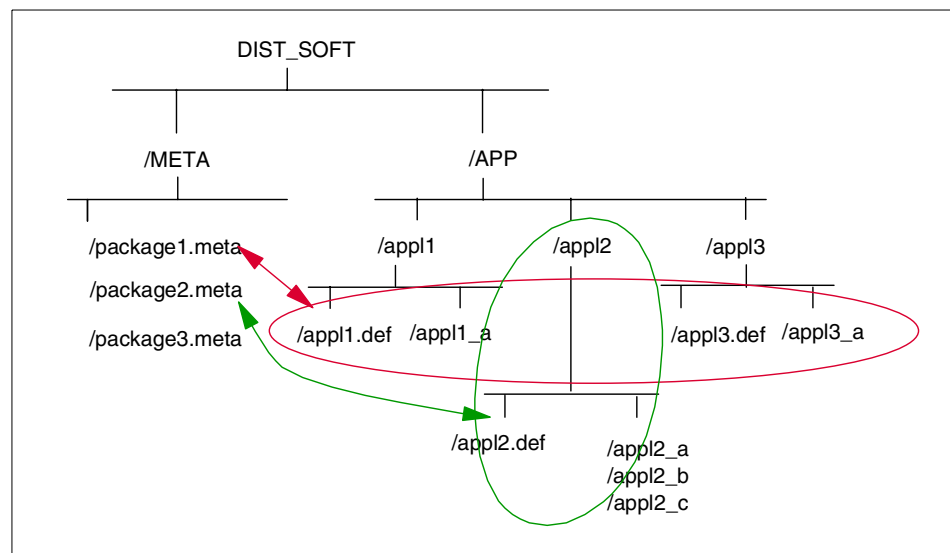 DIST_SOFT
/META
/APP
/package1.meta
/package2.meta
/package3.meta
/appl1
/appl2
/appl3
/appl1.def
/appl1_a
/appl3.def
/appl3_a
/appl2.def
/appl2_a
/appl2_b
/appl2_c